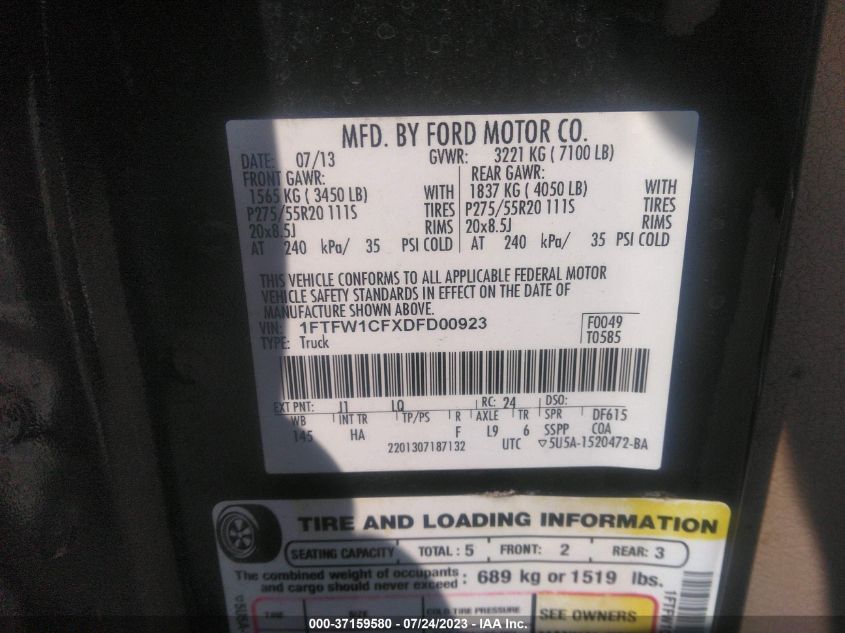 MFD. BY FORD MOTOR CO.
DATE: 07/13 GVWR: 3221 KG ( 7100 LB)
FRONT GAWR: REAR GAWR:
1565 KG ( 3450 LB) WITH 1837 KG ( 4050 LB) WITH
P275/55R20 111S TIRES P275/55R20 111S TIRES
20x8.5J RIMS 20x8.5J RIMS
AT 240 kPa/ 35 PSI COLD AT 240 kPa/ 35 PSI COLD
THIS VEHICLE CONFORMS TO ALL APPLICABLE FEDERAL MOTOR
VEHICLE SAFETY STANDARDS IN EFFECT ON THE DATE OF
MANUFACTURE SHOWN ABOVE.
VIN: 1FTFW1CFXDFD00923 F0049
TYPE: Truck T0585
EXT PNT: J1 LQ RC: 24 DSO:
WB INT TR TP/PS R AXLE TR SPR DF615
145 HA F L9 6 SSPP COA
2201307187132 UTC ▽5U5A-1520472-BA
TIRE AND LOADING INFORMATION
SEATING CAPACITY TOTAL : 5 FRONT: 2 REAR: 3
The combined weight of occupants and cargo should never exceed : 689 kg or 1519 lbs.
TIRE SIZE COLD TIRE PRESSURE SEE OWNERS
000-37159580 - 07/24/2023 - IAA Inc.